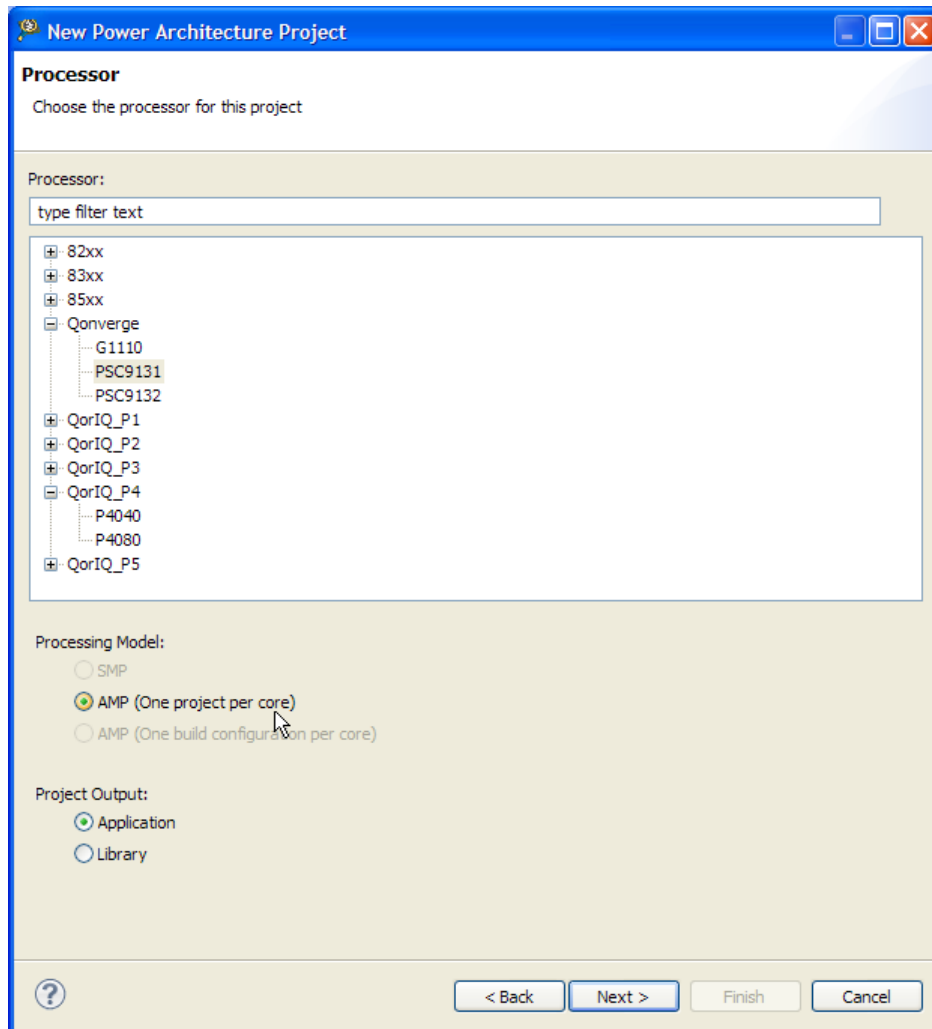 New Power Architecture Project
Processor
Choose the processor for this project
Processor:
type filter text
82xx
83xx
85xx
Qonverge
G1110
PSC9131
PSC9132
QorIQ_P1
QorIQ_P2
QorIQ_P3
QorIQ_P4
P4040
P4080
QorIQ_P5
Processing Model:
SMP
AMP (One project per core)
AMP (One build configuration per core)
Project Output:
Application
Library
? < Back Next > Finish Cancel